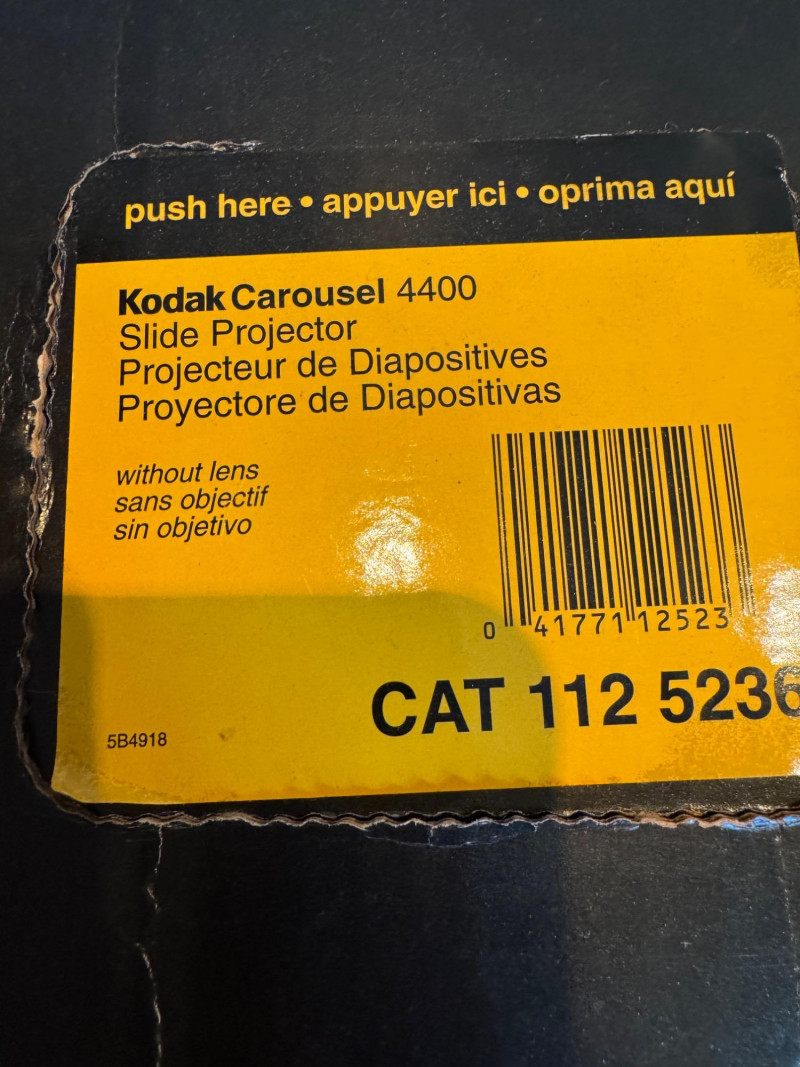 push here • appuyer ici • oprima aquí
Kodak Carousel 4400
Slide Projector
Projecteur de Diapositives
Proyectore de Diapositivas
without lens
sans objectif
sin objetivo
0 41771 12523
CAT 112 5236
5B4918